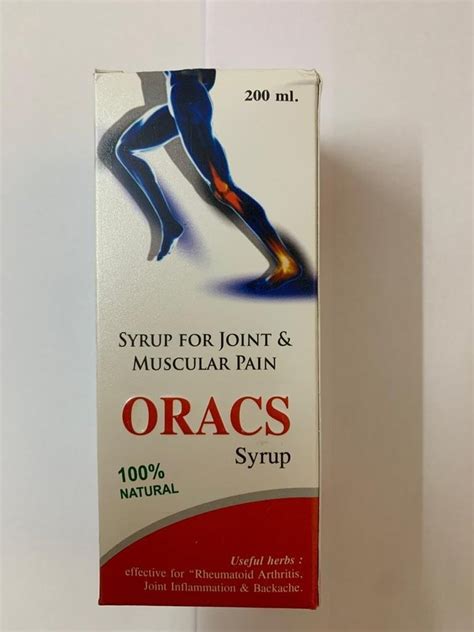 200 ml.
SYRUP FOR JOINT &
MUSCULAR PAIN
ORACS
Syrup
100%
NATURAL
Useful herbs :
effective for "Rheumatoid Arthritis,
Joint Inflammation & Backache.